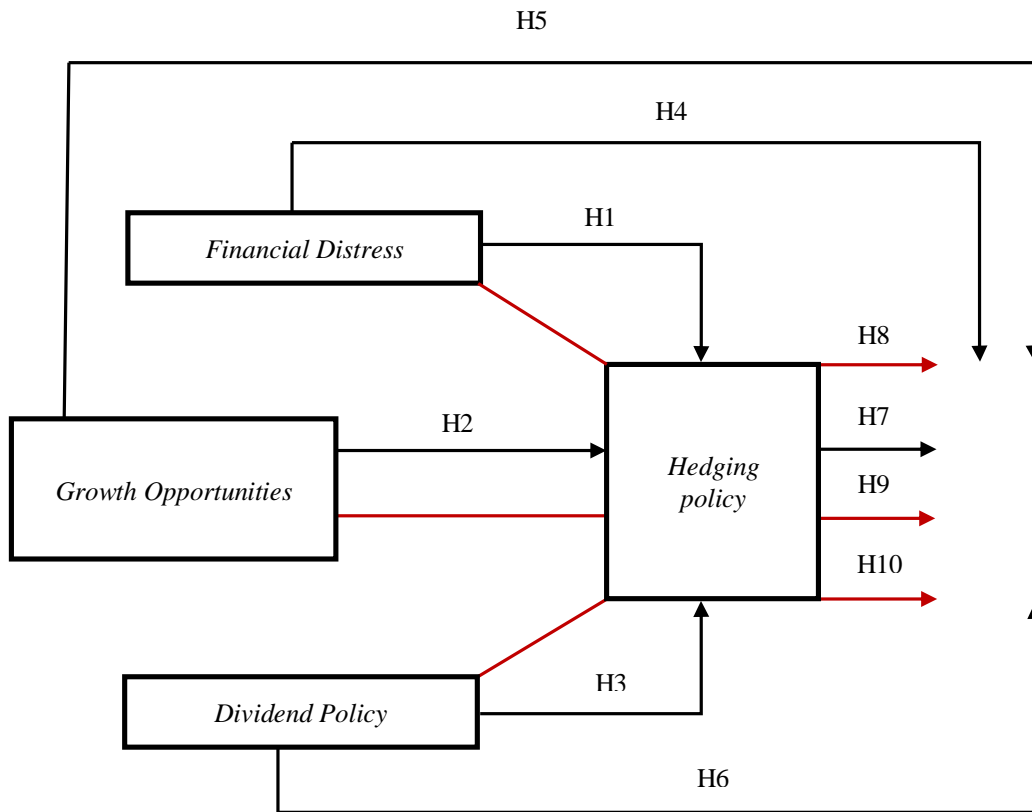 H5
H4
H1
Financial Distress
H8
H7
H2
Hedging
policy
Growth Opportunities
H9
H10
H3
Dividend Policy
H6